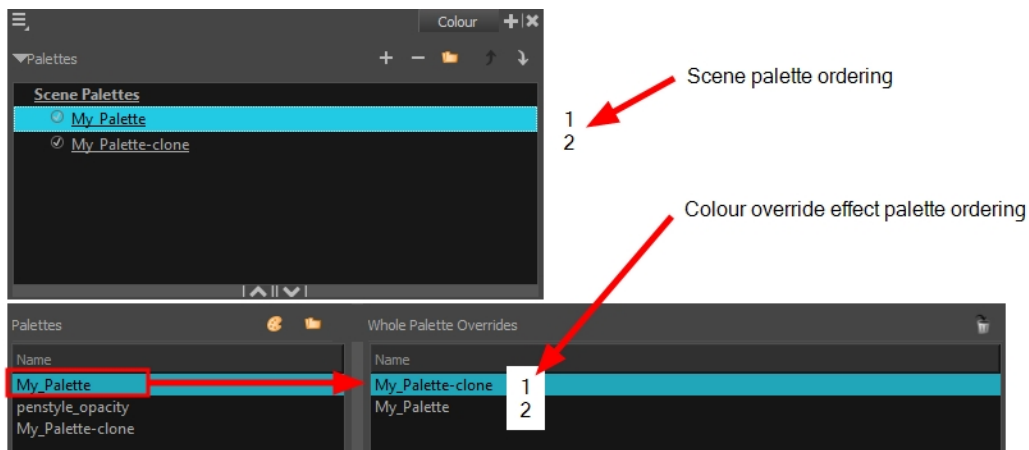 Colour
Palettes
Scene Palettes
My_Palette
My_Palette-clone
Scene palette ordering
1
2
Colour override effect palette ordering
Palettes
Whole Palette Overrides
Name
Name
My_Palette
My_Palette-clone
1
penstyle_opacity
My_Palette
2
My_Palette-clone